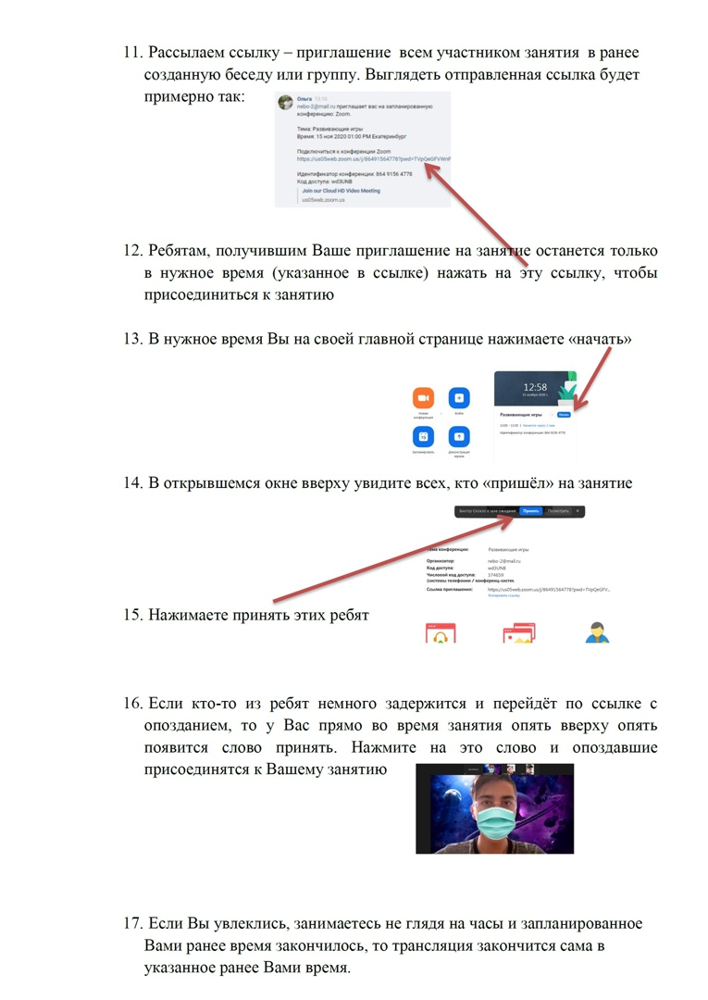 11. Рассылаем ссылку – приглашение всем участником занятия в ранее
созданную беседу или группу. Выглядеть отправленная ссылка будет
примерно так:
Ольга 12:10
nebo-2@mail.ru приглашает вас на запланированную
конференцию: Zoom.
Тема: Развивающие игры
Время: 15 ноя 2020 01:00 PM Екатеринбург
Подключиться к конференции Zoom
https://us05web.zoom.us/j/86491564778?pwd=TVpQeGFVWnF
Идентификатор конференции: 864 9156 4778
Код доступа: wd3UNB
Join our Cloud HD Video Meeting
us05web.zoom.us
12. Ребятам, получившим Ваше приглашение на занятие останется только
в нужное время (указанное в ссылке) нажать на эту ссылку, чтобы
присоединиться к занятию
13. В нужное время Вы на своей главной странице нажимаете «начать»
12:58
Новая
конференция
Войти
19
Запланировать
Демонстрация
экрана
Развивающие игры
Начать
Идентификатор конференции: 864 9156 4778
14. В открывшемся окне вверху увидите всех, кто «пришёл» на занятие
в зале ожидания Принять Посмотреть ×
Тема конференции: Развивающие игры
Организатор: nebo-2@mail.ru
Код доступа: wd3UNB
Числовой код доступа: 274659
(системы телефонии / конференц-систем
Ссылка приглашения: https://us05web.zoom.us/j/86491564778?pwd=TVpQeGFV...
Копировать ссылку
15. Нажимаете принять этих ребят
16. Если кто-то из ребят немного задержится и перейдёт по ссылке с
опозданием, то у Вас прямо во время занятия опять вверху опять
появится слово принять. Нажмите на это слово и опоздавшие
присоединятся к Вашему занятию
17. Если Вы увлеклись, занимаетесь не глядя на часы и запланированное
Вами ранее время закончилось, то трансляция закончится сама в
указанное ранее Вами время.